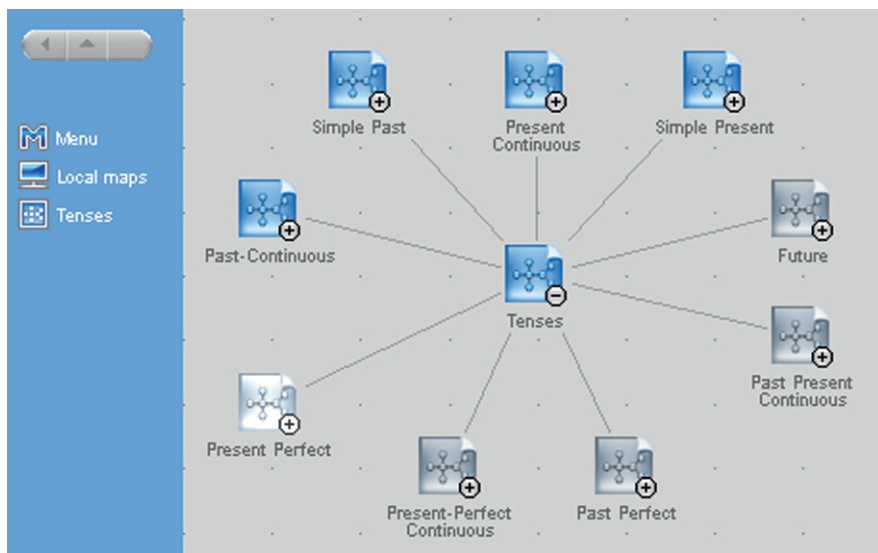 Menu
Local maps
Tenses
Simple Past
Present
Continuous
Simple Present
Past-Continuous
Future
Tenses
Past Present
Continuous
Present Perfect
Present-Perfect
Continuous
Past Perfect